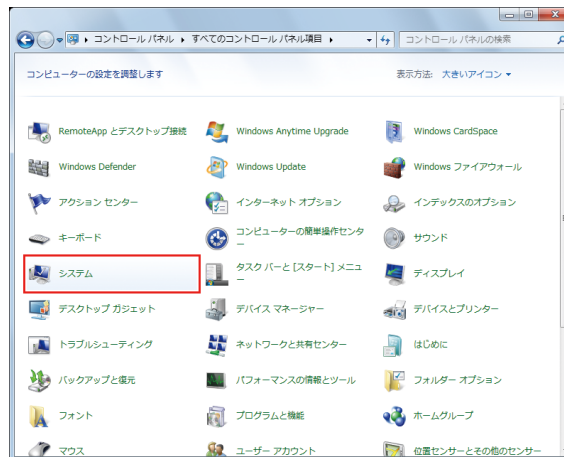 コントロール パネル ▸ すべてのコントロール パネル項目 ▸
コントロール パネルの検索
コンピューターの設定を調整します
表示方法: 大きいアイコン
RemoteApp とデスクトップ接続
Windows Anytime Upgrade
Windows CardSpace
Windows Defender
Windows Update
Windows ファイアウォール
アクション センター
インターネット オプション
インデックスのオプション
キーボード
コンピューターの簡単操作センタ
ー
サウンド
システム
タスク バーと [スタート] メニュ
ー
ディスプレイ
デスクトップ ガジェット
デバイス マネージャー
デバイスとプリンター
トラブルシューティング
ネットワークと共有センター
はじめに
バックアップと復元
パフォーマンスの情報とツール
フォルダー オプション
フォント
プログラムと機能
ホームグループ
マウス
ユーザー アカウント
位置センサーとその他のセンサー